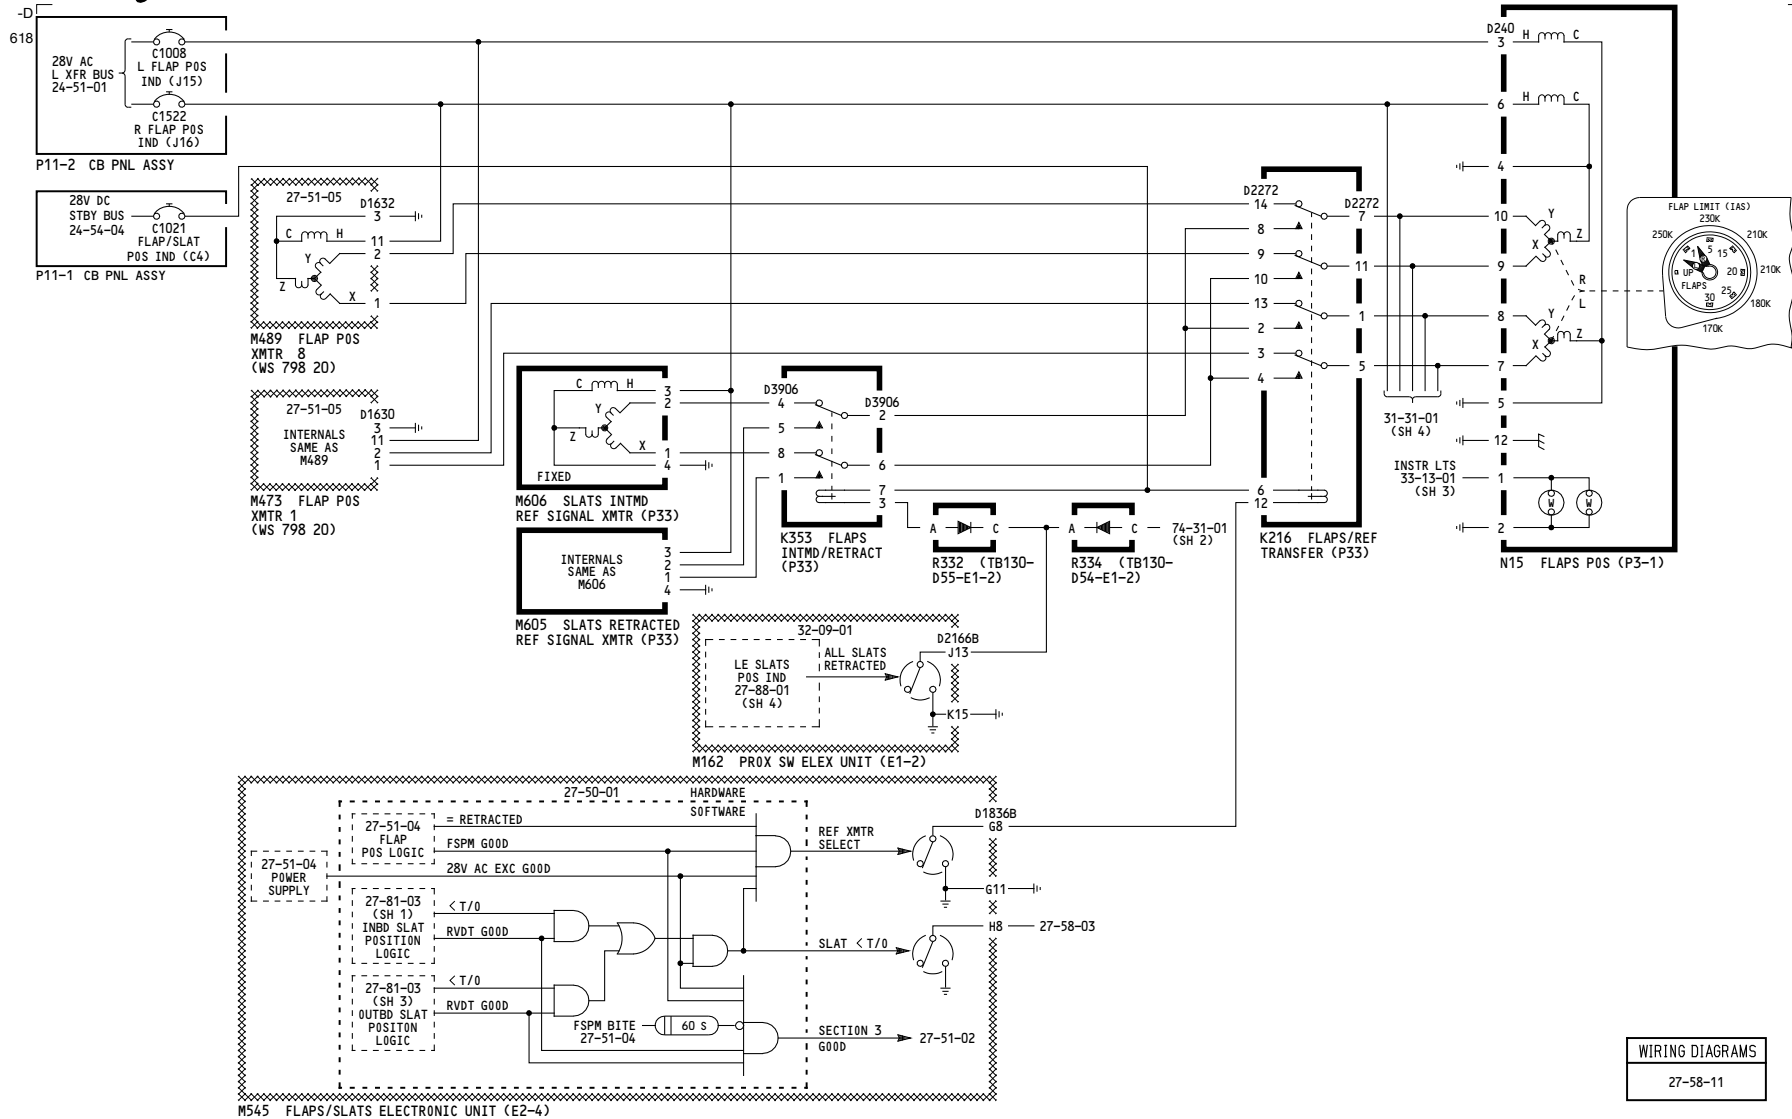 -D
618
28V AC
L XFR BUS
24-51-01
C1008
L FLAP POS
IND (J15)
C1522
R FLAP POS
IND (J16)
P11-2 CB PNL ASSY
28V DC
STBY BUS
24-54-04
C1021
FLAP/SLAT
POS IND (C4)
P11-1 CB PNL ASSY
27-51-05
D1632
3
C H
11
2
Y
Z
X
1
M489 FLAP POS
XMTR 8
(WS 798 20)
27-51-05
D1630
3
11
2
1
INTERNALS
SAME AS
M489
M473 FLAP POS
XMTR 1
(WS 798 20)
C H
3
2
Y
Z
X
1
4
FIXED
M606 SLATS INTMD
REF SIGNAL XMTR (P33)
INTERNALS
SAME AS
M606
3
2
1
4
M605 SLATS RETRACTED
REF SIGNAL XMTR (P33)
D3906
4
5
8
1
D3906
2
6
7
3
K353 FLAPS
INTMD/RETRACT
(P33)
A C
R332 (TB130-
D55-E1-2)
A C
R334 (TB130-
D54-E1-2)
74-31-01
(SH 2)
D2272
14
8
9
10
13
2
3
4
6
12
D2272
7
11
1
5
K216 FLAPS/REF
TRANSFER (P33)
31-31-01
(SH 4)
INSTR LTS
33-13-01
(SH 3)
D240
3 H C
6 H C
4
10 Y
Z
X
9
R
L
8 Y
Z
X
7
5
12
1
W W
2
N15 FLAPS POS (P3-1)
FLAP LIMIT (IAS)
230K
250K
210K
210K
180K
170K
UP
1
5
15
20
25
30
FLAPS
32-09-01
LE SLATS
POS IND
27-88-01
(SH 4)
ALL SLATS
RETRACTED
D2166B
J13
K15
M162 PROX SW ELEX UNIT (E1-2)
27-50-01
HARDWARE
SOFTWARE
27-51-04
POWER
SUPPLY
27-51-04
FLAP
POS LOGIC
= RETRACTED
FSPM GOOD
28V AC EXC GOOD
27-81-03
(SH 1)
INBD SLAT
POSITION
LOGIC
< T/O
RVDT GOOD
27-81-03
(SH 3)
OUTBD SLAT
POSITON
LOGIC
< T/O
RVDT GOOD
FSPM BITE
27-51-04
60 S
REF XMTR
SELECT
D1836B
G8
G11
SLAT < T/O
H8
27-58-03
SECTION 3
GOOD
27-51-02
M545 FLAPS/SLATS ELECTRONIC UNIT (E2-4)
WIRING DIAGRAMS
27-58-11